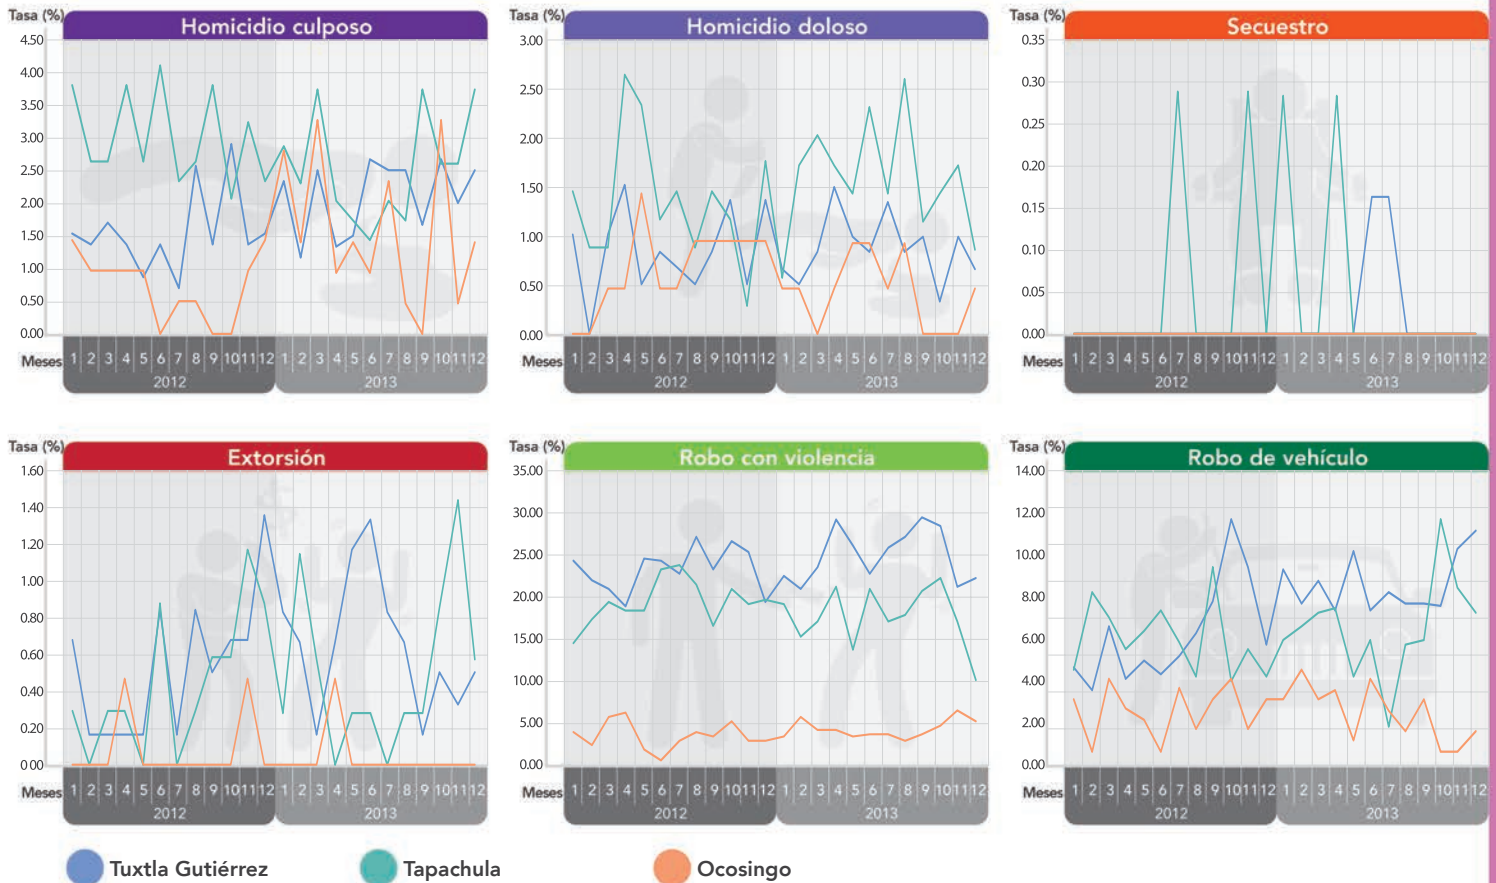 Tasa (%)
Homicidio culposo
4.50
4.00
3.50
3.00
2.50
2.00
1.50
1.00
0.50
0.00
Meses 1 2 3 4 5 6 7 8 9 10 11 12 1 2 3 4 5 6 7 8 9 10 11 12
2012 2013
Tasa (%)
Homicidio doloso
3.00
2.50
2.00
1.50
1.00
0.50
0.00
Meses 1 2 3 4 5 6 7 8 9 10 11 12 1 2 3 4 5 6 7 8 9 10 11 12
2012 2013
Tasa (%)
Secuestro
0.35
0.30
0.25
0.20
0.15
0.10
0.05
0.00
Meses 1 2 3 4 5 6 7 8 9 10 11 12 1 2 3 4 5 6 7 8 9 10 11 12
2012 2013
Tasa (%)
Extorsión
1.60
1.40
1.20
1.00
0.80
0.60
0.40
0.20
0.00
Meses 1 2 3 4 5 6 7 8 9 10 11 12 1 2 3 4 5 6 7 8 9 10 11 12
2012 2013
Tasa (%)
Robo con violencia
35.00
30.00
25.00
20.00
15.00
10.00
5.00
0.00
Meses 1 2 3 4 5 6 7 8 9 10 11 12 1 2 3 4 5 6 7 8 9 10 11 12
2012 2013
Tasa (%)
Robo de vehículo
14.00
12.00
10.00
8.00
6.00
4.00
2.00
0.00
Meses 1 2 3 4 5 6 7 8 9 10 11 12 1 2 3 4 5 6 7 8 9 10 11 12
2012 2013
Tuxtla Gutiérrez Tapachula Ocosingo